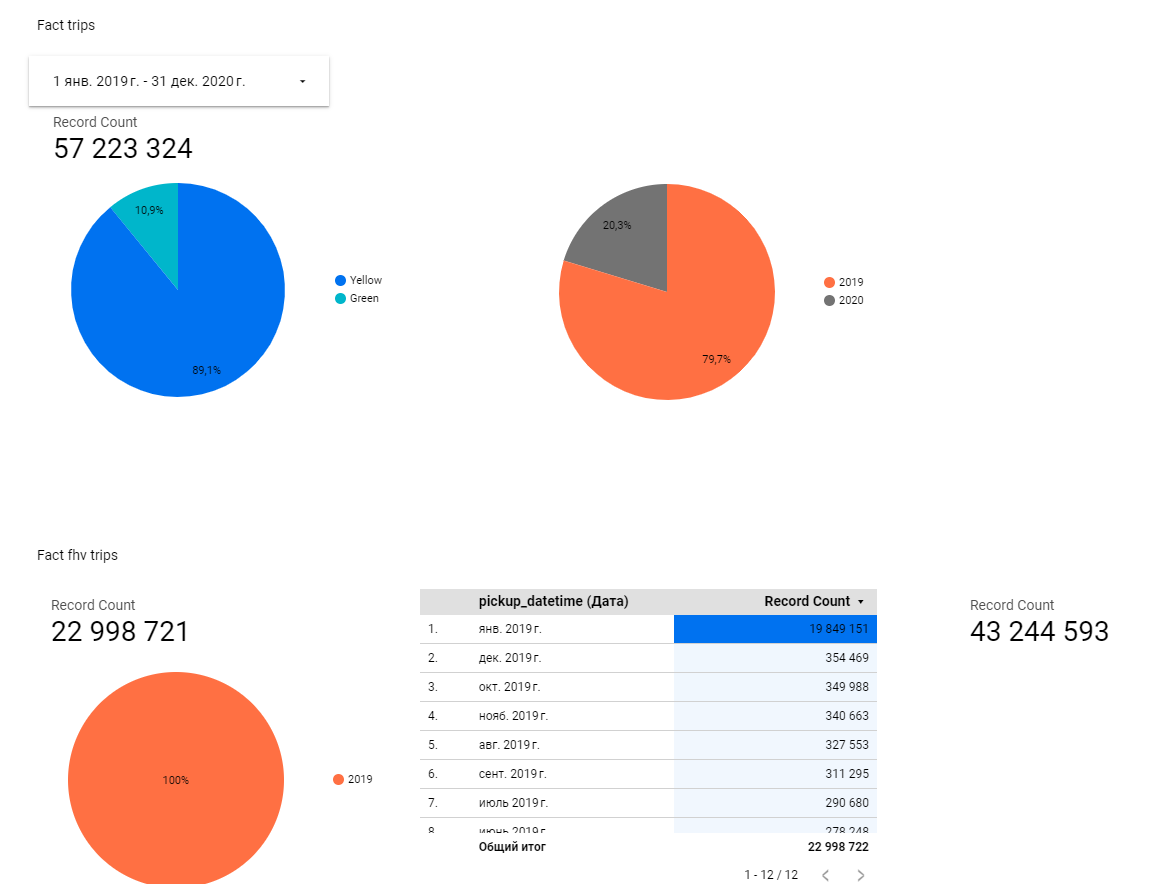 Fact trips
1 янв. 2019 г. - 31 дек. 2020 г.
Record Count
57 223 324
10,9%
89,1%
Yellow
Green
20,3%
79,7%
2019
2020
Fact fhv trips
Record Count
22 998 721
100%
2019
pickup_datetime (Дата) Record Count
1. янв. 2019 г. 19 849 151
2. дек. 2019 г. 354 469
3. окт. 2019 г. 349 988
4. нояб. 2019 г. 340 663
5. авг. 2019 г. 327 553
6. сент. 2019 г. 311 295
7. июль 2019 г. 290 680
8. июнь 2019 г. 278 248
Общий итог 22 998 722
1 - 12 / 12
Record Count
43 244 593